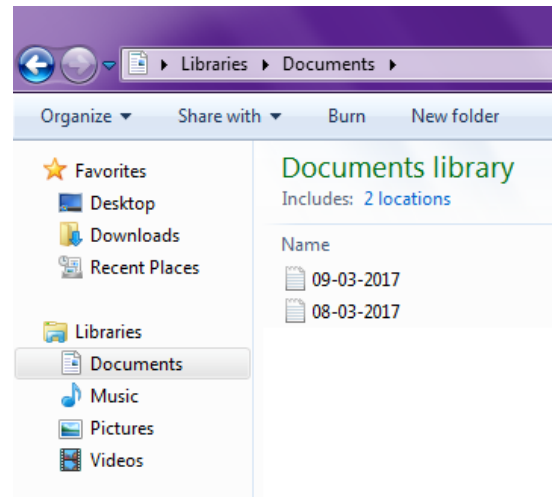 Libraries Documents
Organize Share with Burn New folder
Favorites
Desktop
Downloads
Recent Places
Libraries
Documents
Music
Pictures
Videos
Documents library
Includes: 2 locations
Name
09-03-2017
08-03-2017